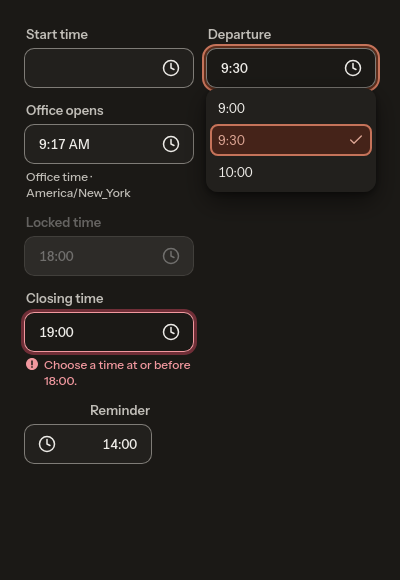 Start time
Departure
9:30
9:00
9:30
10:00
Office opens
9:17 AM
Office time ·
America/New_York
Locked time
18:00
Closing time
19:00
Choose a time at or before
18:00.
Reminder
14:00